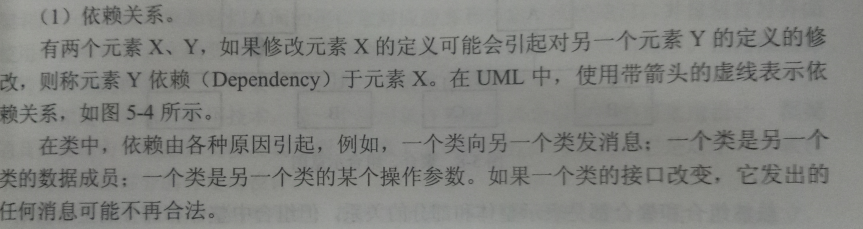 （1）依赖关系。
有两个元素 X、Y，如果修改元素 X 的定义可能会引起对另一个元素 Y 的定义的修
改，则称元素 Y 依赖（Dependency）于元素 X。在 UML 中，使用带箭头的虚线表示依
赖关系，如图 5-4 所示。
在类中，依赖由各种原因引起，例如，一个类向另一个类发消息；一个类是另一个
类的数据成员；一个类是另一个类的某个操作参数。如果一个类的接口改变，它发出的
任何消息可能不再合法。